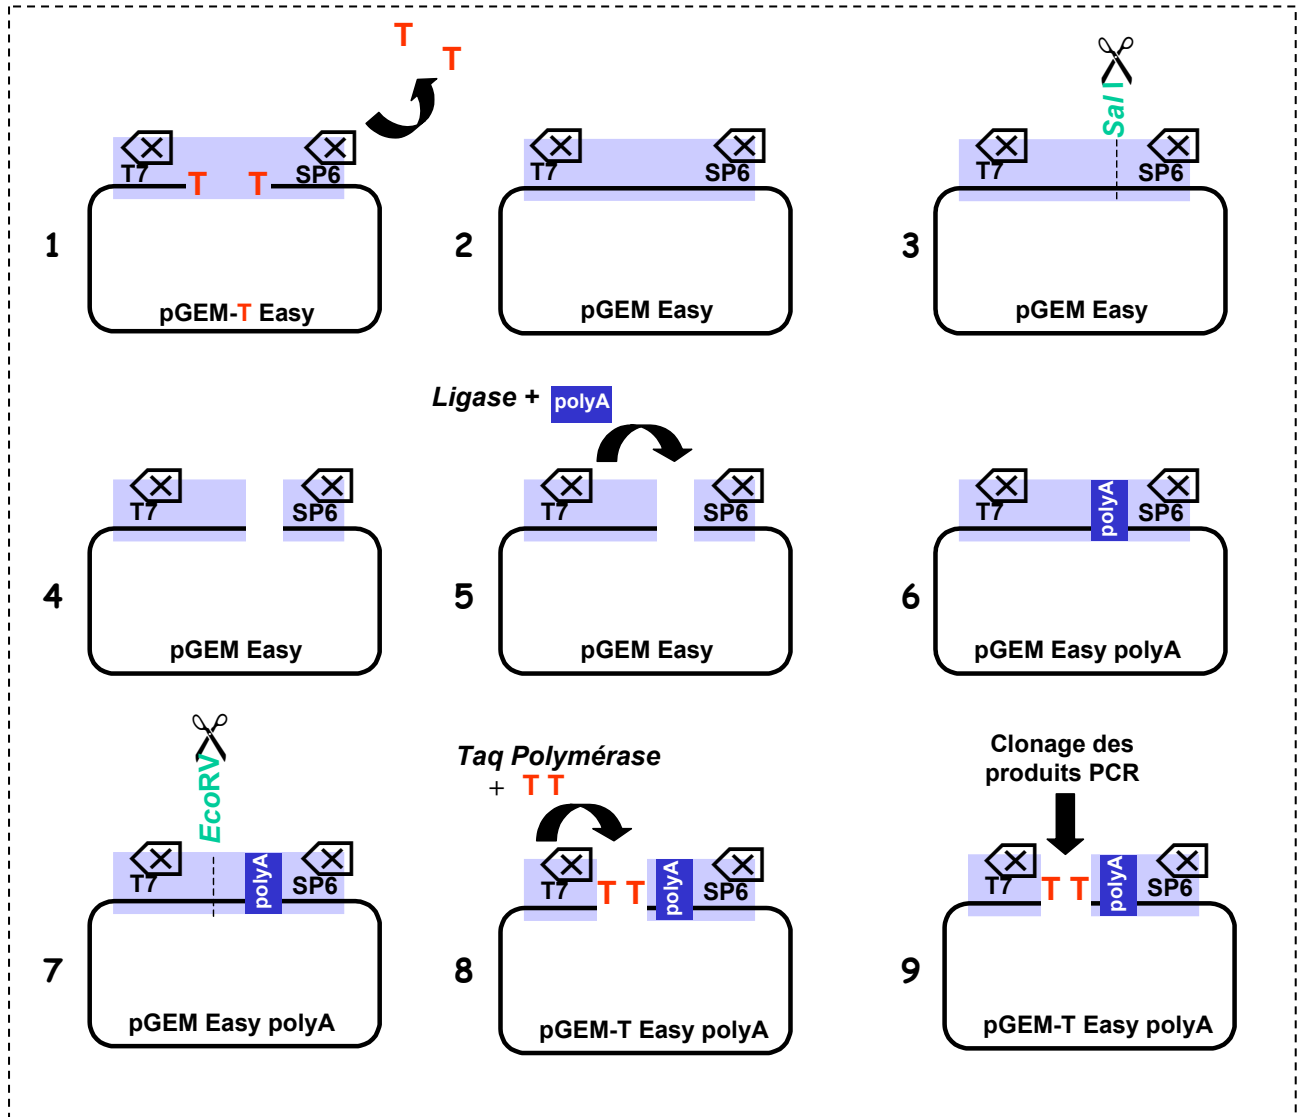 T
T
T7
T T
SP6
1
pGEM-T Easy
T7
SP6
2
pGEM Easy
Sal I
T7
SP6
3
pGEM Easy
T7
SP6
4
pGEM Easy
Ligase + polyA
T7
SP6
5
pGEM Easy
T7
polyA
SP6
6
pGEM Easy polyA
EcoRV
T7
polyA
SP6
7
pGEM Easy polyA
Taq Polymérase
+ T T
T7
T T
polyA
SP6
8
pGEM-T Easy polyA
Clonage des
produits PCR
T7
T T
polyA
SP6
9
pGEM-T Easy polyA